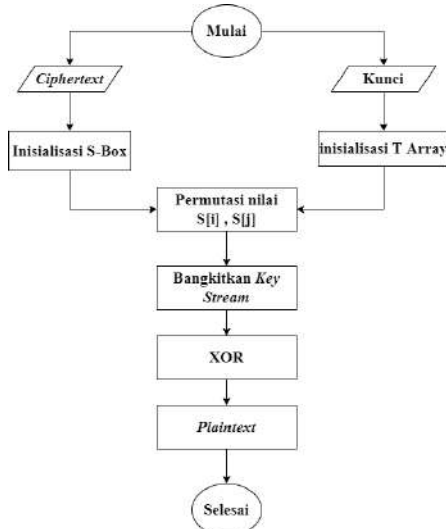 Mulai
Ciphertext
Kunci
Inisialisasi S-Box
inisialisasi T Array
Permutasi nilai
S[i] , S[j]
Bangkitkan Key
Stream
XOR
Plaintext
Selesai